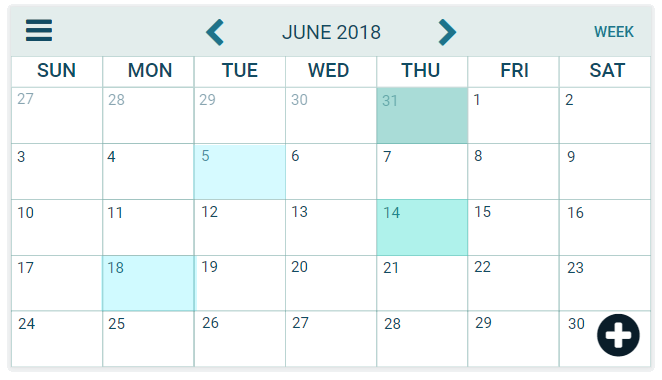 JUNE 2018 WEEK
SUN MON TUE WED THU FRI SAT
27 28 29 30 31 1 2
3 4 5 6 7 8 9
10 11 12 13 14 15 16
17 18 19 20 21 22 23
24 25 26 27 28 29 30